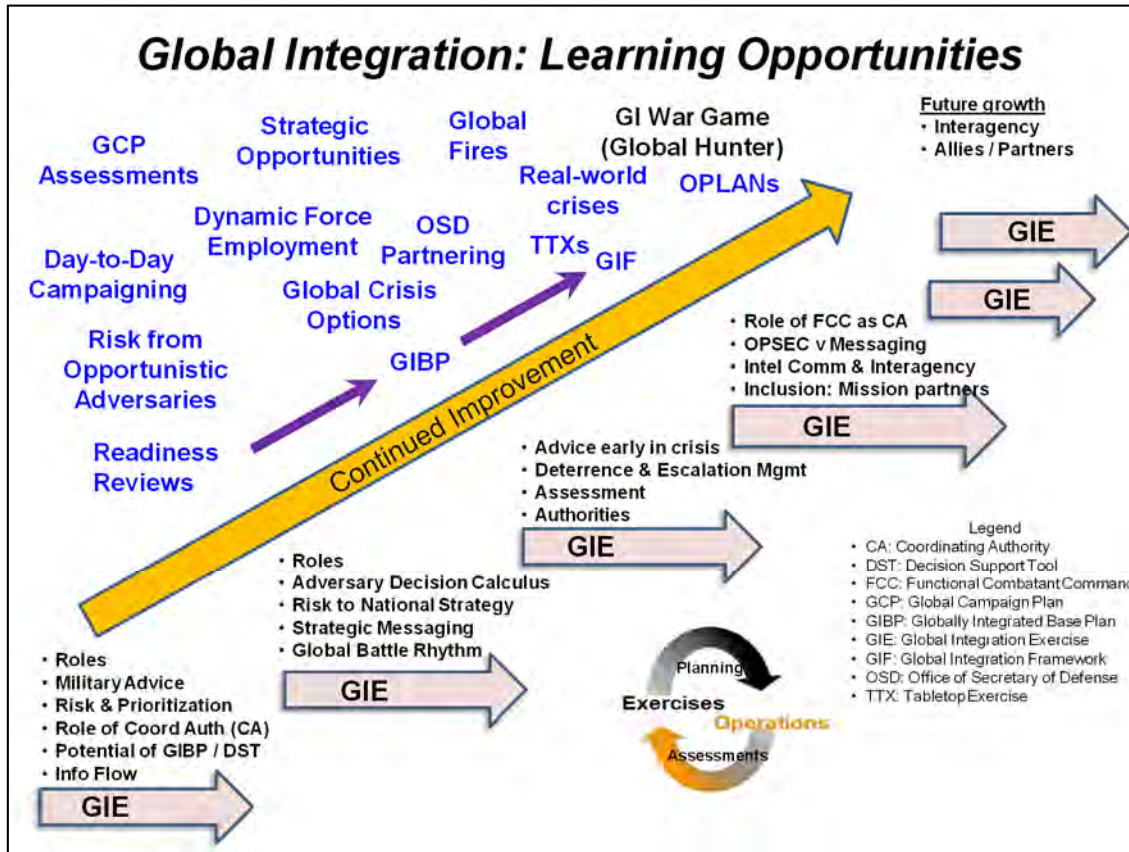 Global Integration: Learning Opportunities
GCP
Assessments
Strategic
Opportunities
Global
Fires
GI War Game
(Global Hunter)
Future growth
• Interagency
• Allies / Partners
Real-world
crises
OPLANs
Dynamic Force
Employment
OSD
Partnering
TTXs
GIF
Day-to-Day
Campaigning
Global Crisis
Options
Risk from
Opportunistic
Adversaries
GIBP
Readiness
Reviews
Continued Improvement
GIE
GIE
• Role of FCC as CA
• OPSEC v Messaging
• Intel Comm & Interagency
• Inclusion: Mission partners
GIE
• Advice early in crisis
• Deterrence & Escalation Mgmt
• Assessment
• Authorities
GIE
• Roles
• Adversary Decision Calculus
• Risk to National Strategy
• Strategic Messaging
• Global Battle Rhythm
GIE
• Roles
• Military Advice
• Risk & Prioritization
• Role of Coord Auth (CA)
• Potential of GIBP / DST
• Info Flow
GIE
Planning
Exercises
Operations
Assessments
Legend
• CA: Coordinating Authority
• DST: Decision Support Tool
• FCC: Functional Combatant Command
• GCP: Global Campaign Plan
• GIBP: Globally Integrated Base Plan
• GIE: Global Integration Exercise
• GIF: Global Integration Framework
• OSD: Office of Secretary of Defense
• TTX: Tabletop Exercise